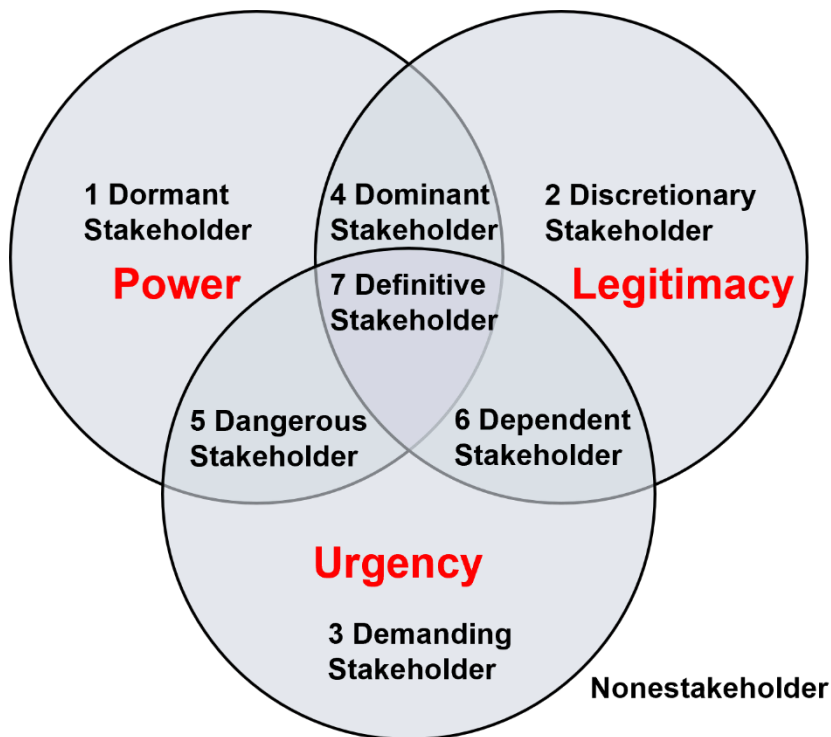 1 Dormant
Stakeholder
Power
4 Dominant
Stakeholder
2 Discretionary
Stakeholder
Legitimacy
7 Definitive
Stakeholder
5 Dangerous
Stakeholder
6 Dependent
Stakeholder
Urgency
3 Demanding
Stakeholder
Nonestakeholder